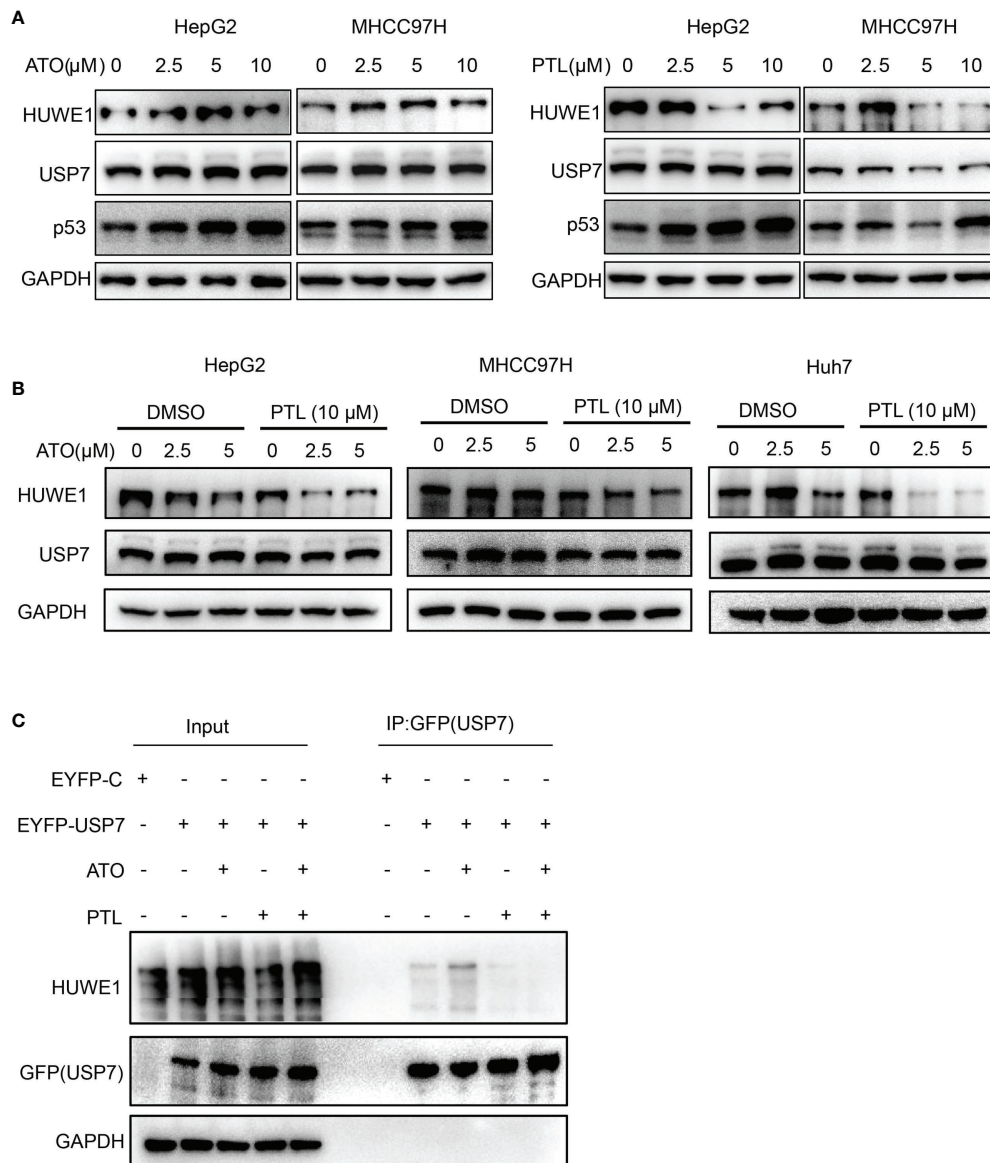 A
HepG2 MHCC97H HepG2 MHCC97H
ATO(μM) 0 2.5 5 10 0 2.5 5 10 PTL(μM) 0 2.5 5 10 0 2.5 5 10
HUWE1 HUWE1
USP7 USP7
p53 p53
GAPDH GAPDH
B
HepG2 MHCC97H Huh7
DMSO PTL (10 μM) DMSO PTL (10 μM) DMSO PTL (10 μM)
ATO(μM) 0 2.5 5 0 2.5 5 0 2.5 5 0 2.5 5 0 2.5 5 0 2.5 5
HUWE1
USP7
GAPDH
C
Input IP:GFP(USP7)
EYFP-C + - - - - + - - - -
EYFP-USP7 - + + + + - + + + +
ATO - - + - + - - + - +
PTL - - - + + - - - + +
HUWE1
GFP(USP7)
GAPDH